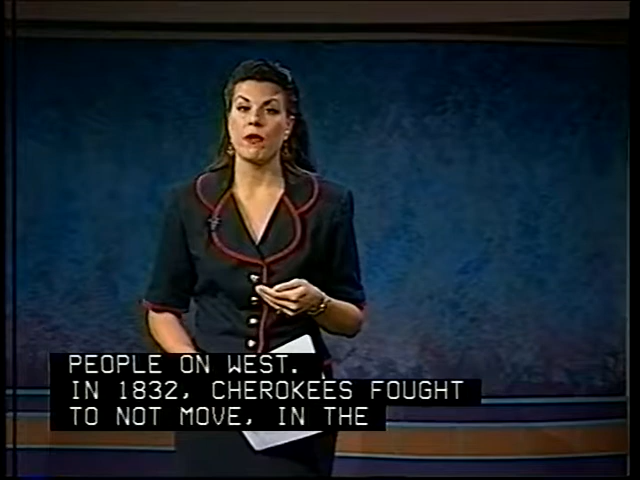 PEOPLE ON WEST.
IN 1832, CHEROKEES FOUGHT
TO NOT MOVE, IN THE